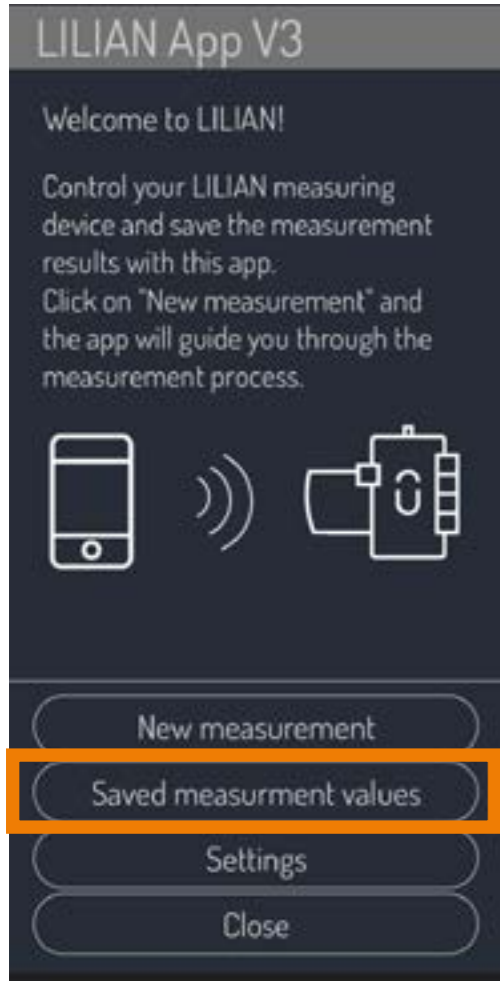 LILIAN App V3
Welcome to LILIAN!
Control your LILIAN measuring
device and save the measurement
results with this app.
Click on "New measurement" and
the app will guide you through the
measurement process.
New measurement
Saved measurment values
Settings
Close